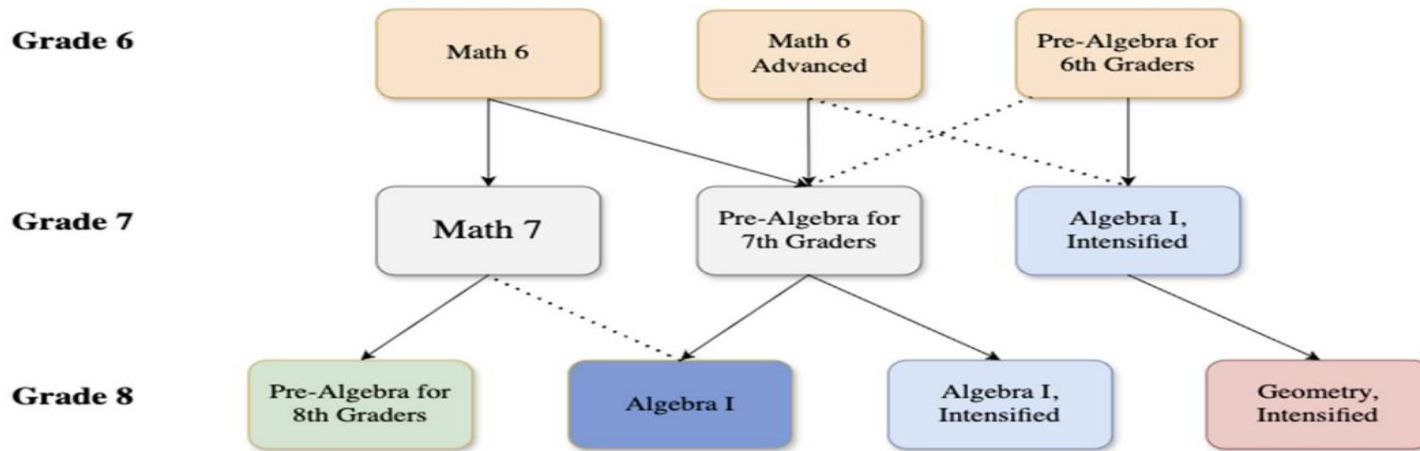 Grade 6
Math 6
Math 6
Advanced
Pre-Algebra for
6th Graders
Grade 7
Math 7
Pre-Algebra for
7th Graders
Algebra I,
Intensified
Grade 8
Pre-Algebra for
8th Graders
Algebra I
Algebra I,
Intensified
Geometry,
Intensified